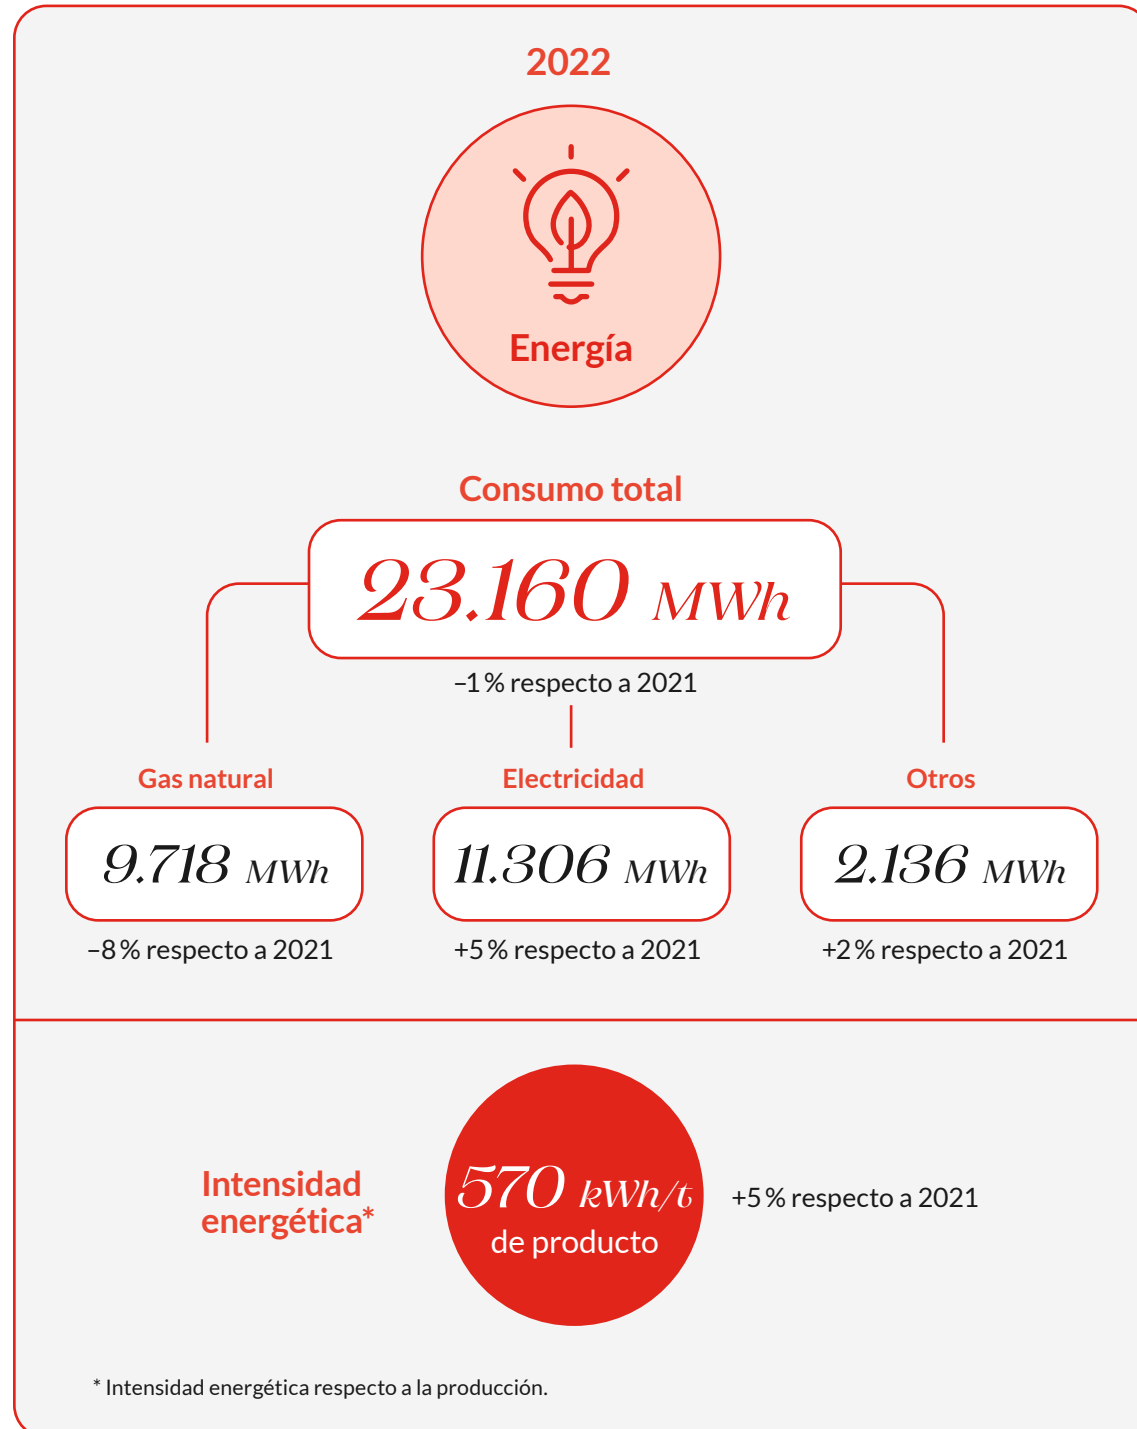 2022
Energía
Consumo total
23.160 MWh
–1 % respecto a 2021
Gas natural
9.718 MWh
–8 % respecto a 2021
Electricidad
11.306 MWh
+5 % respecto a 2021
Otros
2.136 MWh
+2 % respecto a 2021
Intensidad
energética*
570 kWh/t
de producto
+5 % respecto a 2021
* Intensidad energética respecto a la producción.